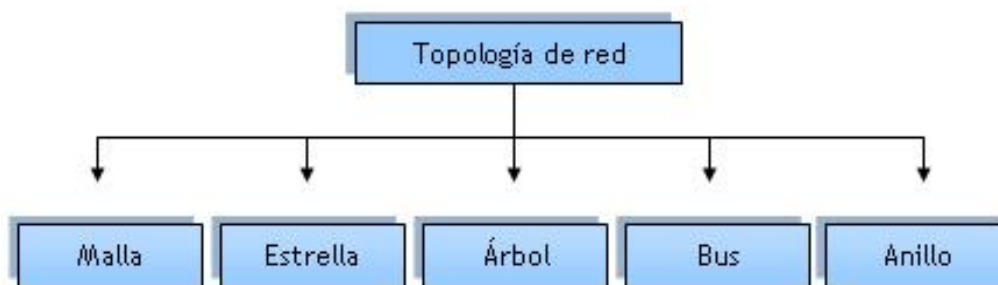 Topología de red
Malla
Estrella
Árbol
Bus
Anillo